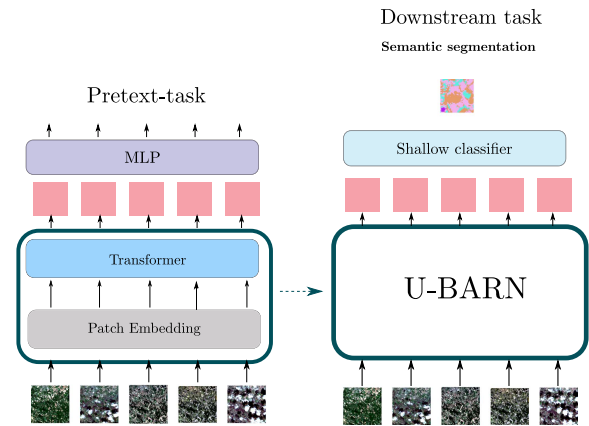 Downstream task
Semantic segmentation
Pretext-task
MLP
Shallow classifier
Transformer
Patch Embedding
U-BARN